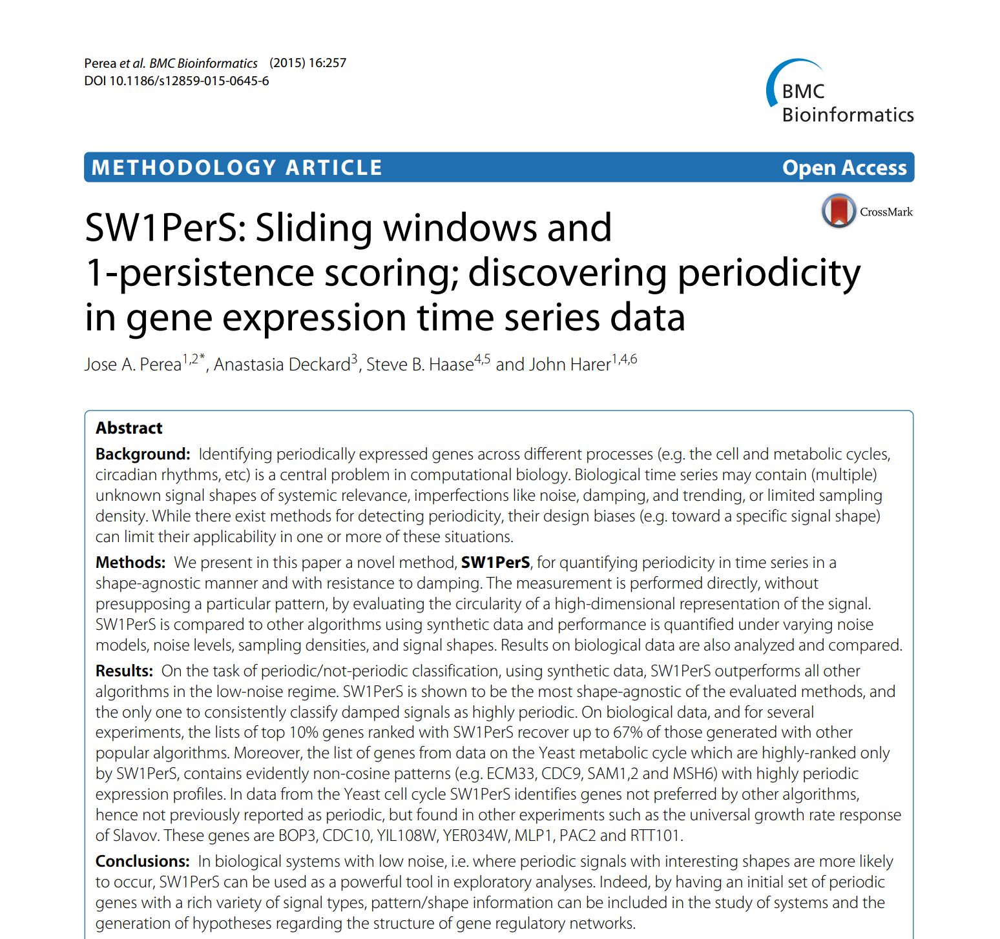 Perea et al. BMC Bioinformatics (2015) 16:257
DOI 10.1186/s12859-015-0645-6
BMC
Bioinformatics
METHODOLOGY ARTICLE
Open Access
CrossMark
SW1PerS: Sliding windows and
1-persistence scoring; discovering periodicity
in gene expression time series data
Jose A. Perea1,2*, Anastasia Deckard3, Steve B. Haase4,5 and John Harer1,4,6
Abstract
Background: Identifying periodically expressed genes across different processes (e.g. the cell and metabolic cycles,
circadian rhythms, etc) is a central problem in computational biology. Biological time series may contain (multiple)
unknown signal shapes of systemic relevance, imperfections like noise, damping, and trending, or limited sampling
density. While there exist methods for detecting periodicity, their design biases (e.g. toward a specific signal shape)
can limit their applicability in one or more of these situations.
Methods: We present in this paper a novel method, SW1PerS, for quantifying periodicity in time series in a
shape-agnostic manner and with resistance to damping. The measurement is performed directly, without
presupposing a particular pattern, by evaluating the circularity of a high-dimensional representation of the signal.
SW1PerS is compared to other algorithms using synthetic data and performance is quantified under varying noise
models, noise levels, sampling densities, and signal shapes. Results on biological data are also analyzed and compared.
Results: On the task of periodic/not-periodic classification, using synthetic data, SW1PerS outperforms all other
algorithms in the low-noise regime. SW1PerS is shown to be the most shape-agnostic of the evaluated methods, and
the only one to consistently classify damped signals as highly periodic. On biological data, and for several
experiments, the lists of top 10% genes ranked with SW1PerS recover up to 67% of those generated with other
popular algorithms. Moreover, the list of genes from data on the Yeast metabolic cycle which are highly-ranked only
by SW1PerS, contains evidently non-cosine patterns (e.g. ECM33, CDC9, SAM1,2 and MSH6) with highly periodic
expression profiles. In data from the Yeast cell cycle SW1PerS identifies genes not preferred by other algorithms,
hence not previously reported as periodic, but found in other experiments such as the universal growth rate response
of Slavov. These genes are BOP3, CDC10, YIL108W, YER034W, MLP1, PAC2 and RTT101.
Conclusions: In biological systems with low noise, i.e. where periodic signals with interesting shapes are more likely
to occur, SW1PerS can be used as a powerful tool in exploratory analyses. Indeed, by having an initial set of periodic
genes with a rich variety of signal types, pattern/shape information can be included in the study of systems and the
generation of hypotheses regarding the structure of gene regulatory networks.